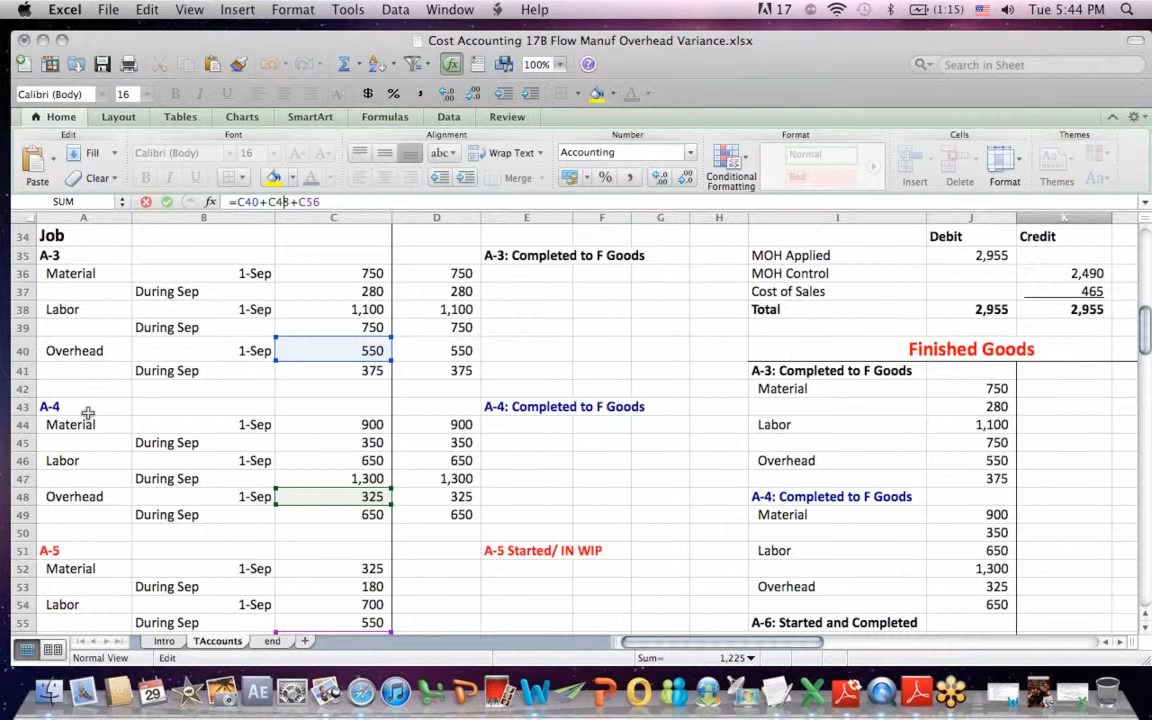 Excel File Edit View Insert Format Tools Data Window Help 17 (1:15) Tue 5:44 PM
Cost Accounting 17B Flow Manuf Overhead Variance.xlsx
100% Search in Sheet
Calibri (Body) 16 B I U A $ % ,
Home Layout Tables Charts Formulas Data SmartArt Review
Edit Font Alignment Number Format Cells Themes
Fill Calibri (Body) 16 abc Wrap Text Accounting Normal
Paste Clear B I U Merge % Conditional Formatting Bad Insert Delete Format Themes
SUM fx =C40+C48+C56
A B C D E F G H I J K
34 Job Debit Credit
35 A-3 A-3: Completed to F Goods MOH Applied 2,955
36 Material 1-Sep 750 750 MOH Control 2,490
37 During Sep 280 280 Cost of Sales 465
38 Labor 1-Sep 1,100 1,100 Total 2,955 2,955
39 During Sep 750 750
40 Overhead 1-Sep 550 550 Finished Goods
41 During Sep 375 375 A-3: Completed to F Goods
42 Material 750
43 A-4 A-4: Completed to F Goods 280
44 Material 1-Sep 900 900 Labor 1,100
45 During Sep 350 350 750
46 Labor 1-Sep 650 650 Overhead 550
47 During Sep 1,300 1,300 375
48 Overhead 1-Sep 325 325 A-4: Completed to F Goods
49 During Sep 650 650 Material 900
50 350
51 A-5 A-5 Started/ IN WIP Labor 650
52 Material 1-Sep 325 1,300
53 During Sep 180 Overhead 325
54 Labor 1-Sep 700 650
55 During Sep 550 A-6: Started and Completed
Intro TAccounts end +
Normal View Edit Sum= 1,225
29 AE